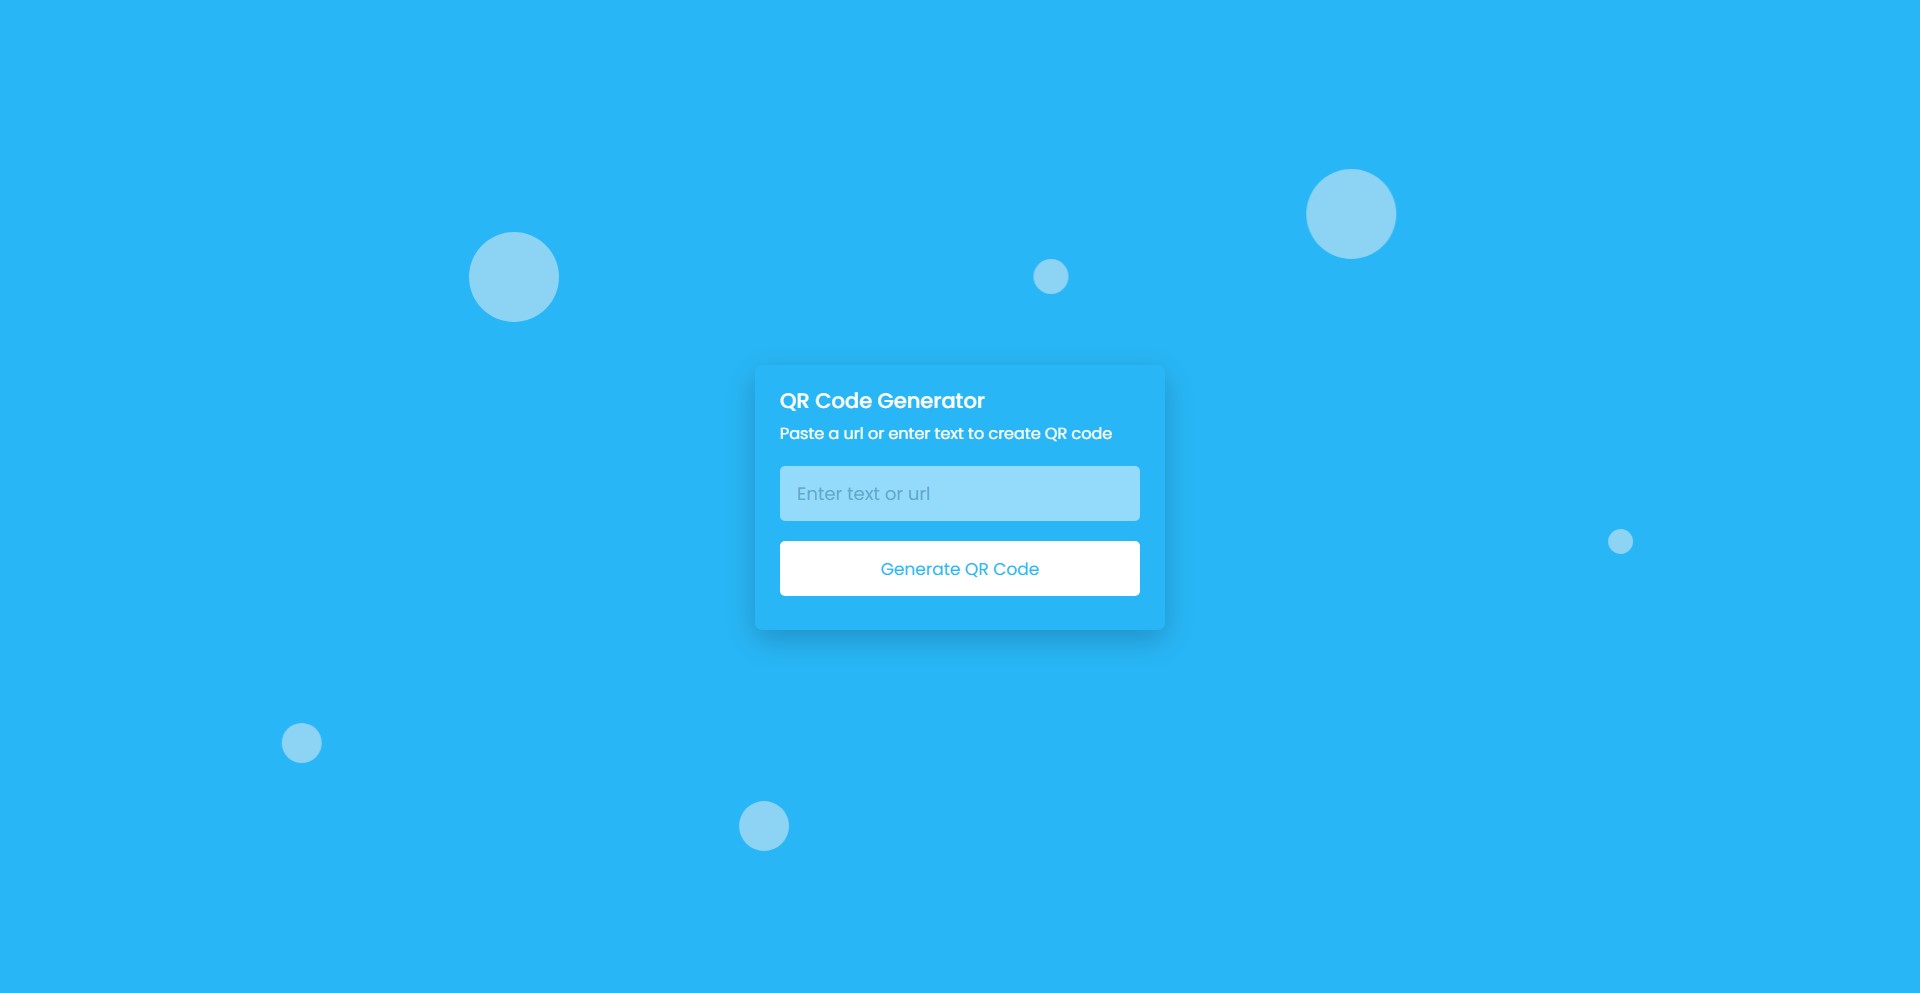 QR Code Generator
Paste a url or enter text to create QR code
Enter text or url
Generate QR Code